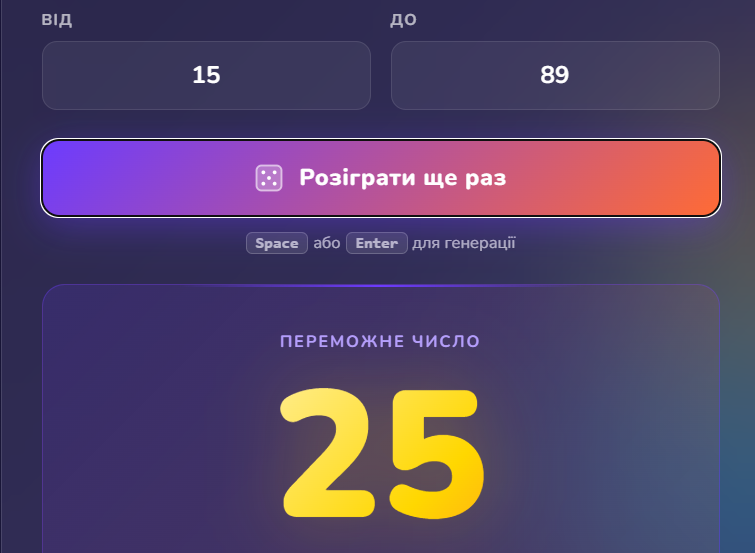 ВІД ДО
15 89
Розіграти ще раз
Space або Enter для генерації
ПЕРЕМОЖНЕ ЧИСЛО
25